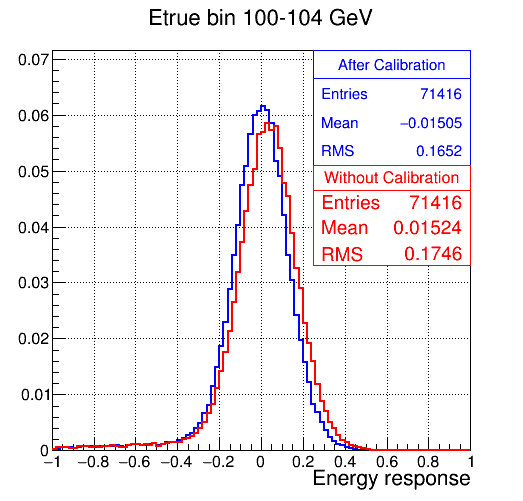 Etrue bin 100-104 GeV
0.07
0.06
0.05
0.04
0.03
0.02
0.01
0
After Calibration
Entries 71416
Mean −0.01505
RMS 0.1652
Without Calibration
Entries 71416
Mean 0.01524
RMS 0.1746
−1 −0.8 −0.6 −0.4 −0.2 0 0.2 0.4 0.6 0.8 1
Energy response